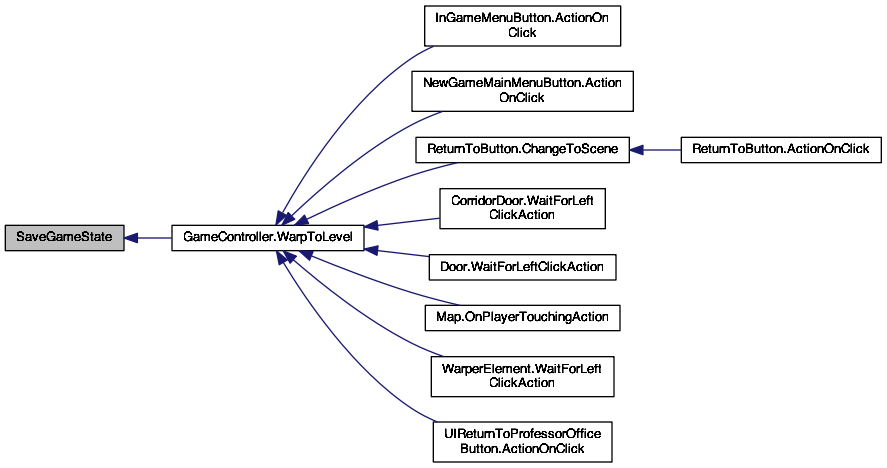 InGameMenuButton.ActionOn
Click
NewGameMainMenuButton.Action
OnClick
ReturnToButton.ChangeToScene
ReturnToButton.ActionOnClick
CorridorDoor.WaitForLeft
ClickAction
SaveGameState
GameController.WarpToLevel
Door.WaitForLeftClickAction
Map.OnPlayerTouchingAction
WarperElement.WaitForLeft
ClickAction
UIReturnToProfessorOffice
Button.ActionOnClick